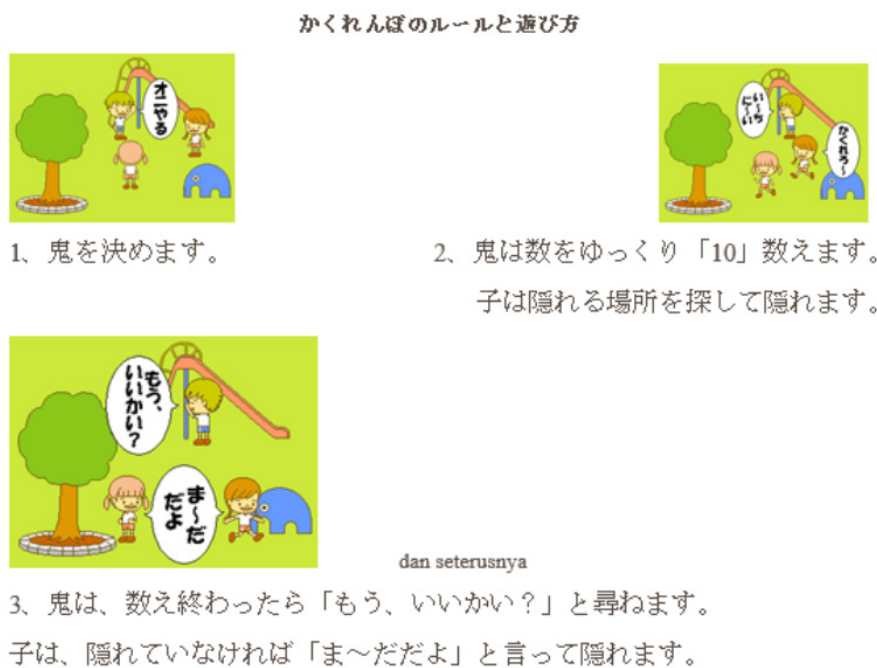 かくれんぼのルールと遊び方
オニやる
い～ち
に～い
かくれろ～
1、鬼を決めます。
2、鬼は数をゆっくり「10」数えます。
子は隠れる場所を探して隠れます。
もう、
いいかい?
ま～だ
だよ
dan seterusnya
3、鬼は、数え終わったら「もう、いいかい？」と尋ねます。
子は、隠れていなければ「ま～だだよ」と言って隠れます。